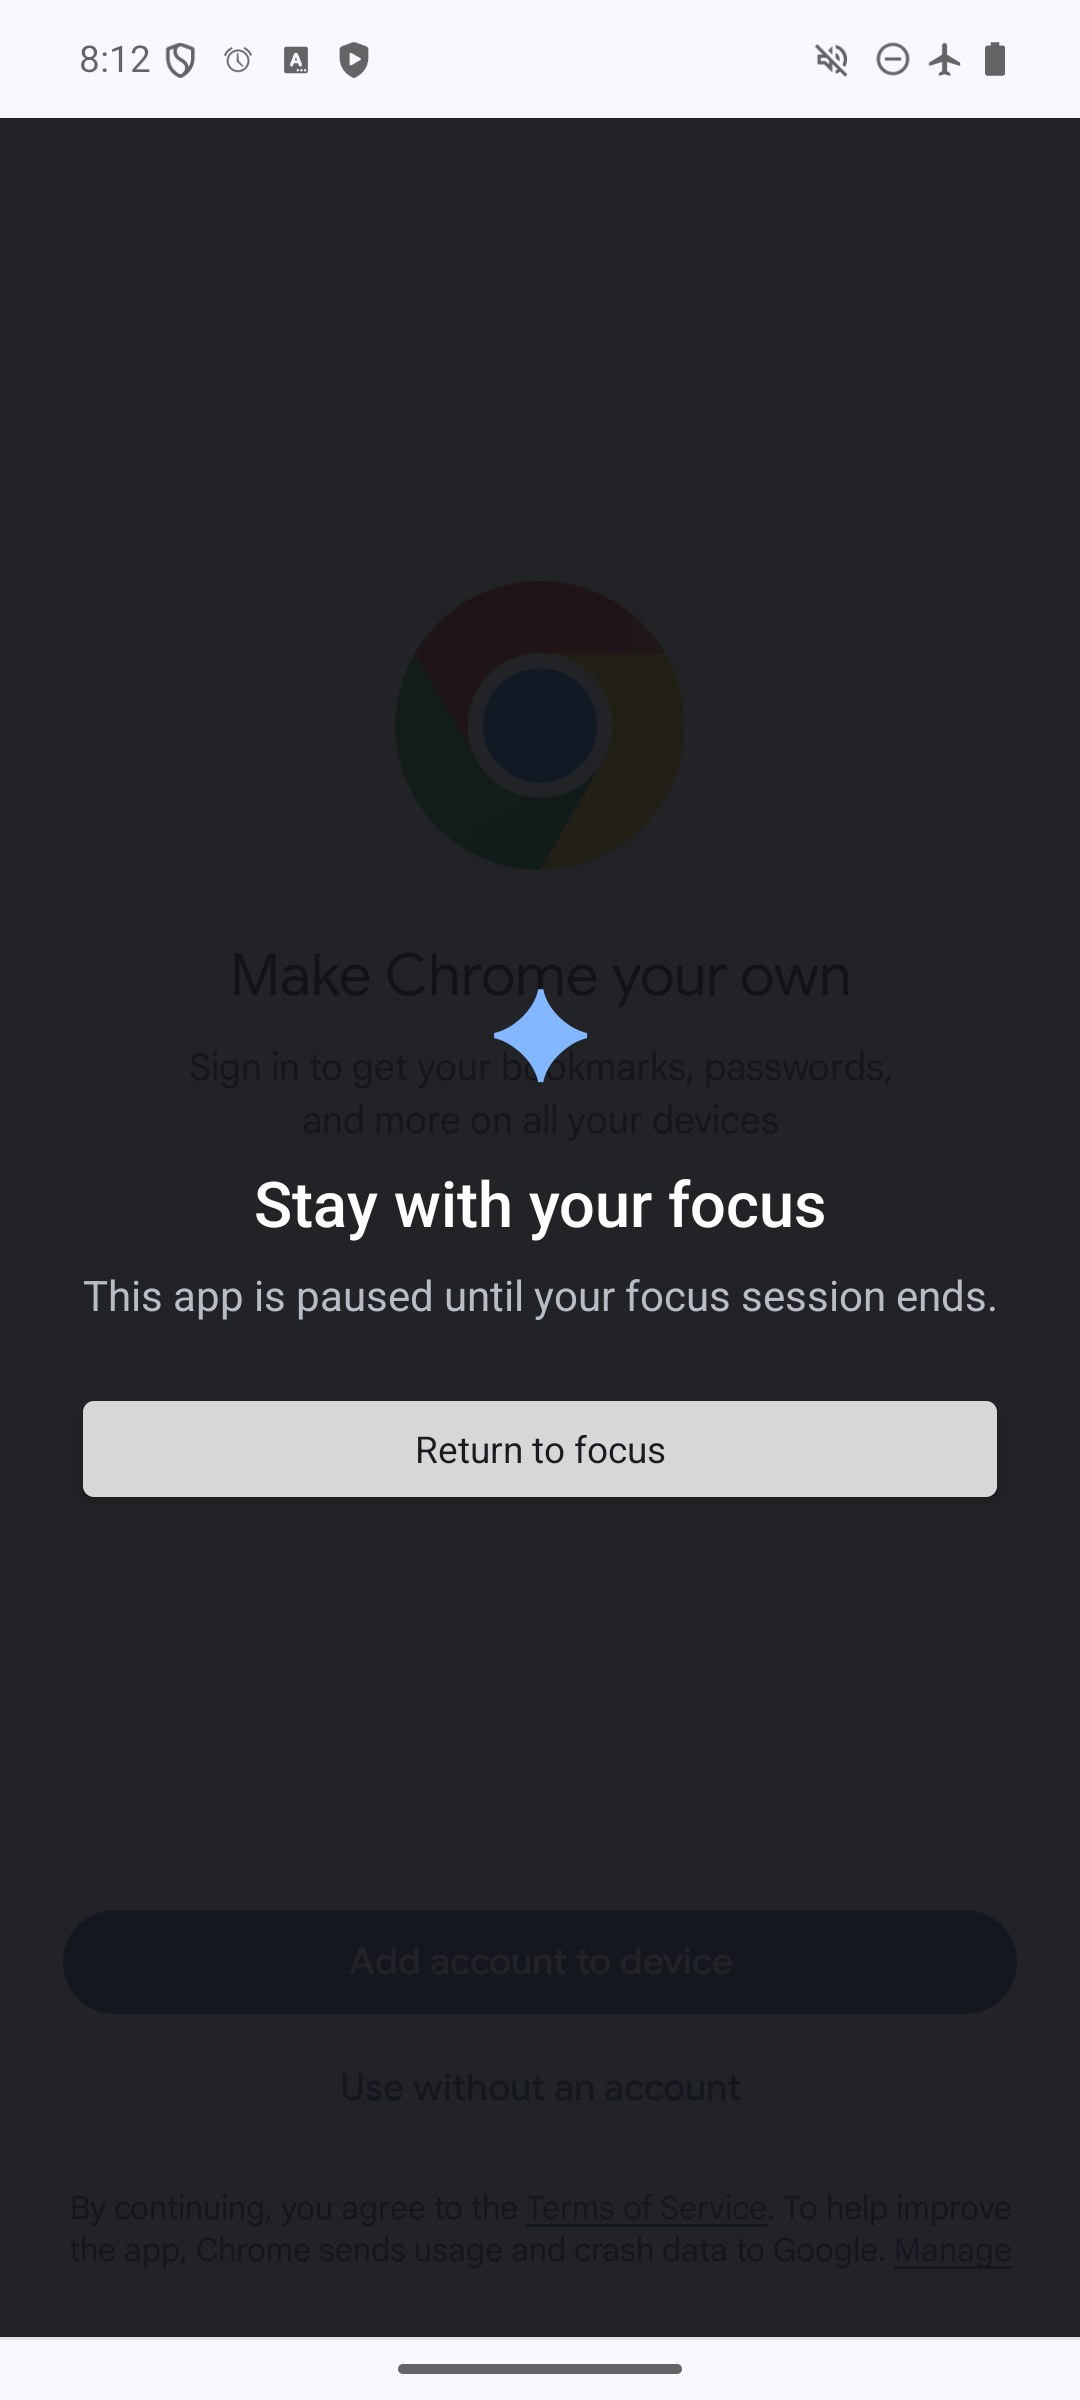 8:12
Make Chrome your own
Sign in to get your bookmarks, passwords,
and more on all your devices
Stay with your focus
This app is paused until your focus session ends.
Return to focus
Add account to device
Use without an account
By continuing, you agree to the Terms of Service. To help improve
the app, Chrome sends usage and crash data to Google. Manage